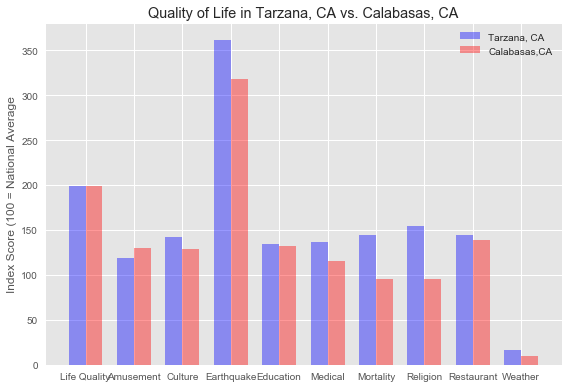 Quality of Life in Tarzana, CA vs. Calabasas, CA
Tarzana, CA
Calabasas,CA
Index Score (100 = National Average
350
300
250
200
150
100
50
0
Life Quality Amusement Culture Earthquake Education Medical Mortality Religion Restaurant Weather